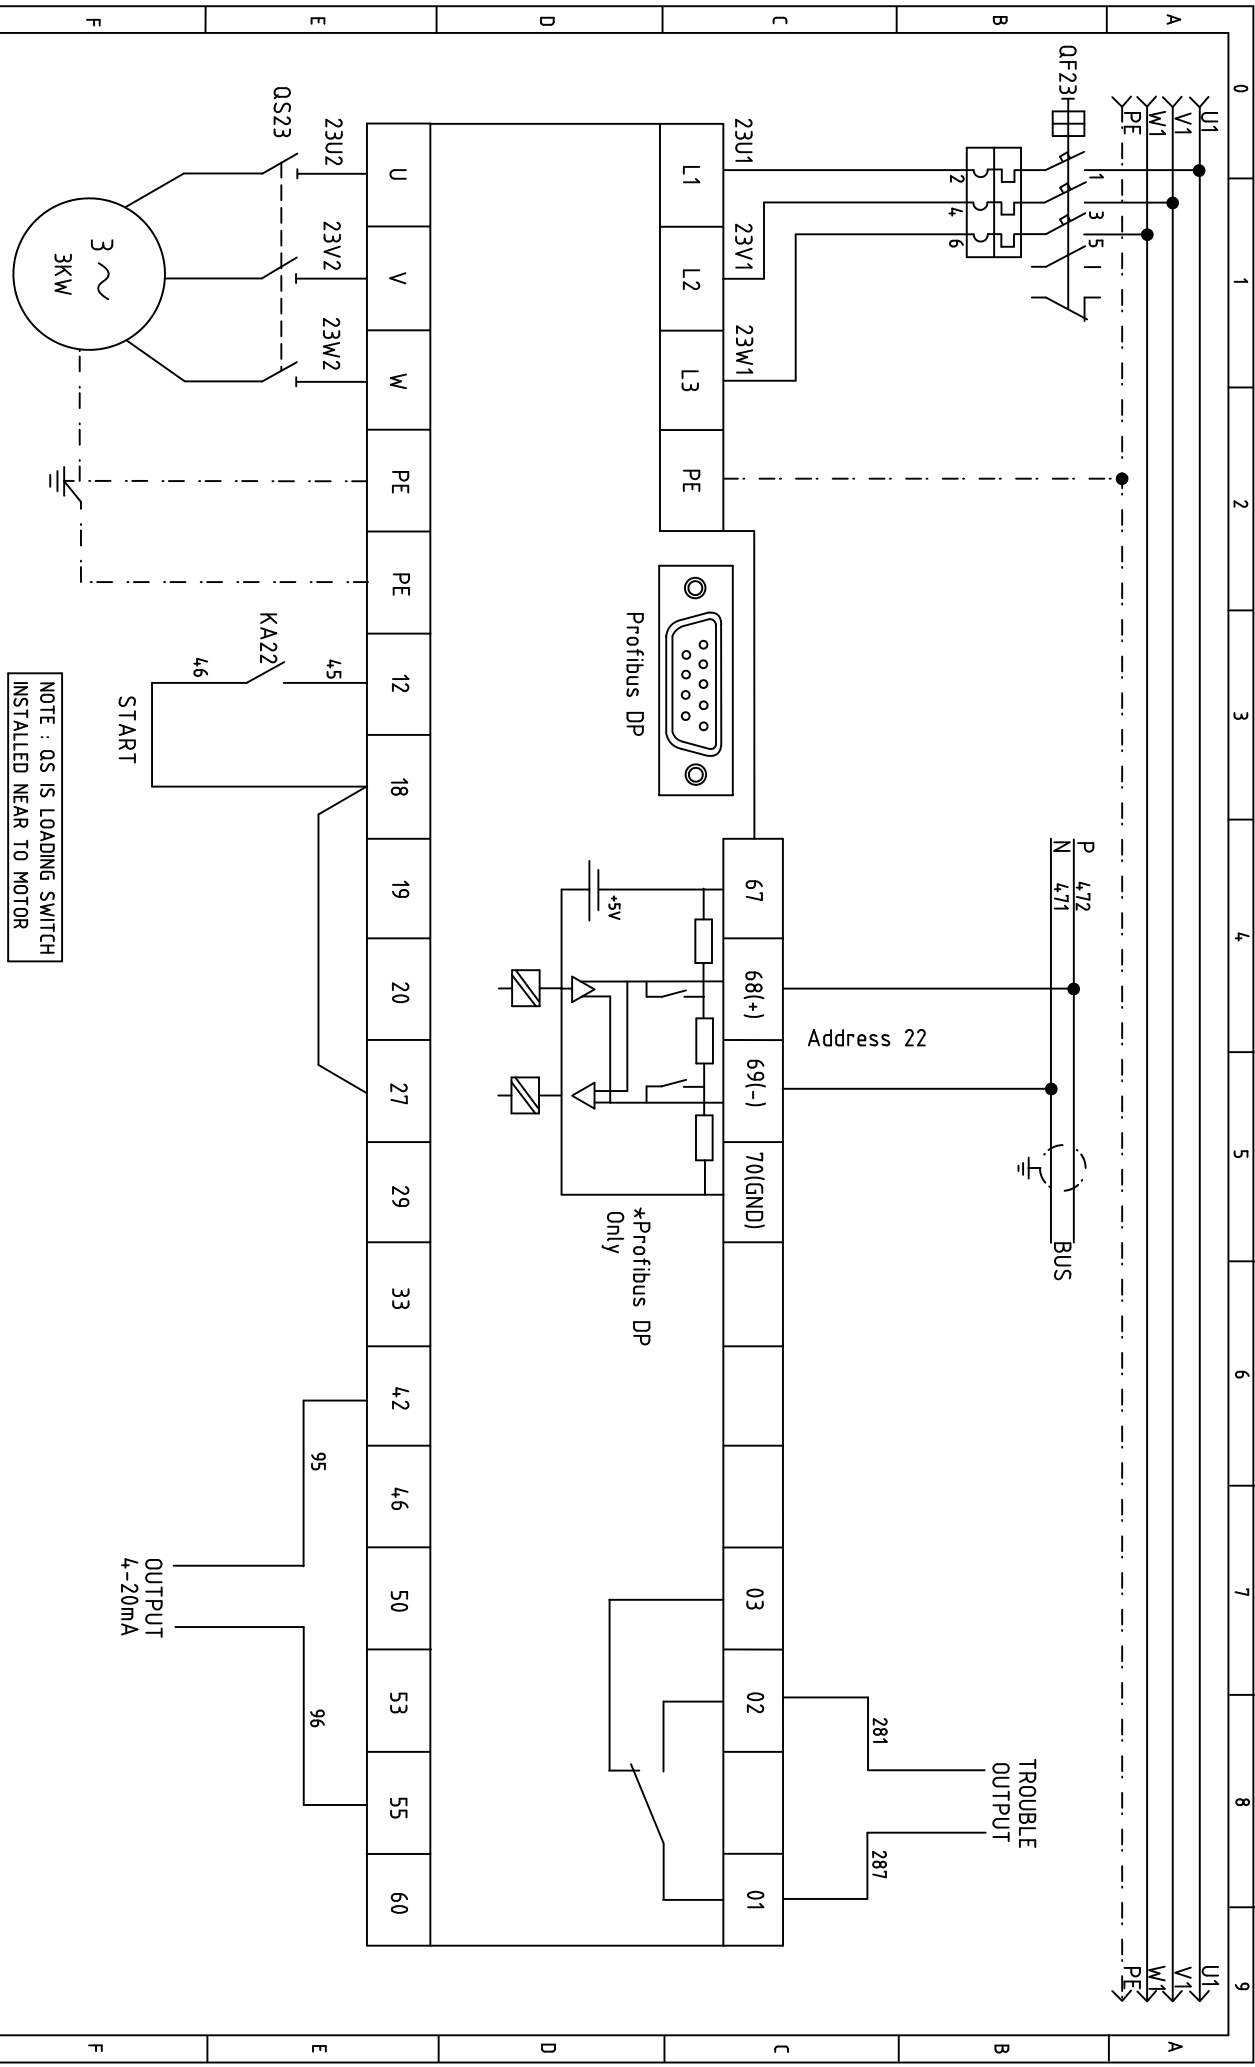 0 1 2 3 4 5 6 7 8 9
A
A
U1
U1
V1
V1
W1
W1
PE
PE
QF23
B
B
1 3 5
2 4 6
P 472
N 471
BUS
TROUBLE
OUTPUT
Address 22
281
287
C
C
23U1 23V1 23W1
67 68(+) 69(-) 70(GND) 03 02 01
L1 L2 L3 PE
Profibus DP
*Profibus DP
Only
+5V
D
D
U V W PE PE 12 18 19 20 27 29 33 42 46 50 53 55 60
23U2 23V2 23W2
45
95
96
E
E
QS23
KA22
46
START
OUTPUT
4-20mA
3
3KW
F
F
NOTE : QS IS LOADING SWITCH
INSTALLED NEAR TO MOTOR